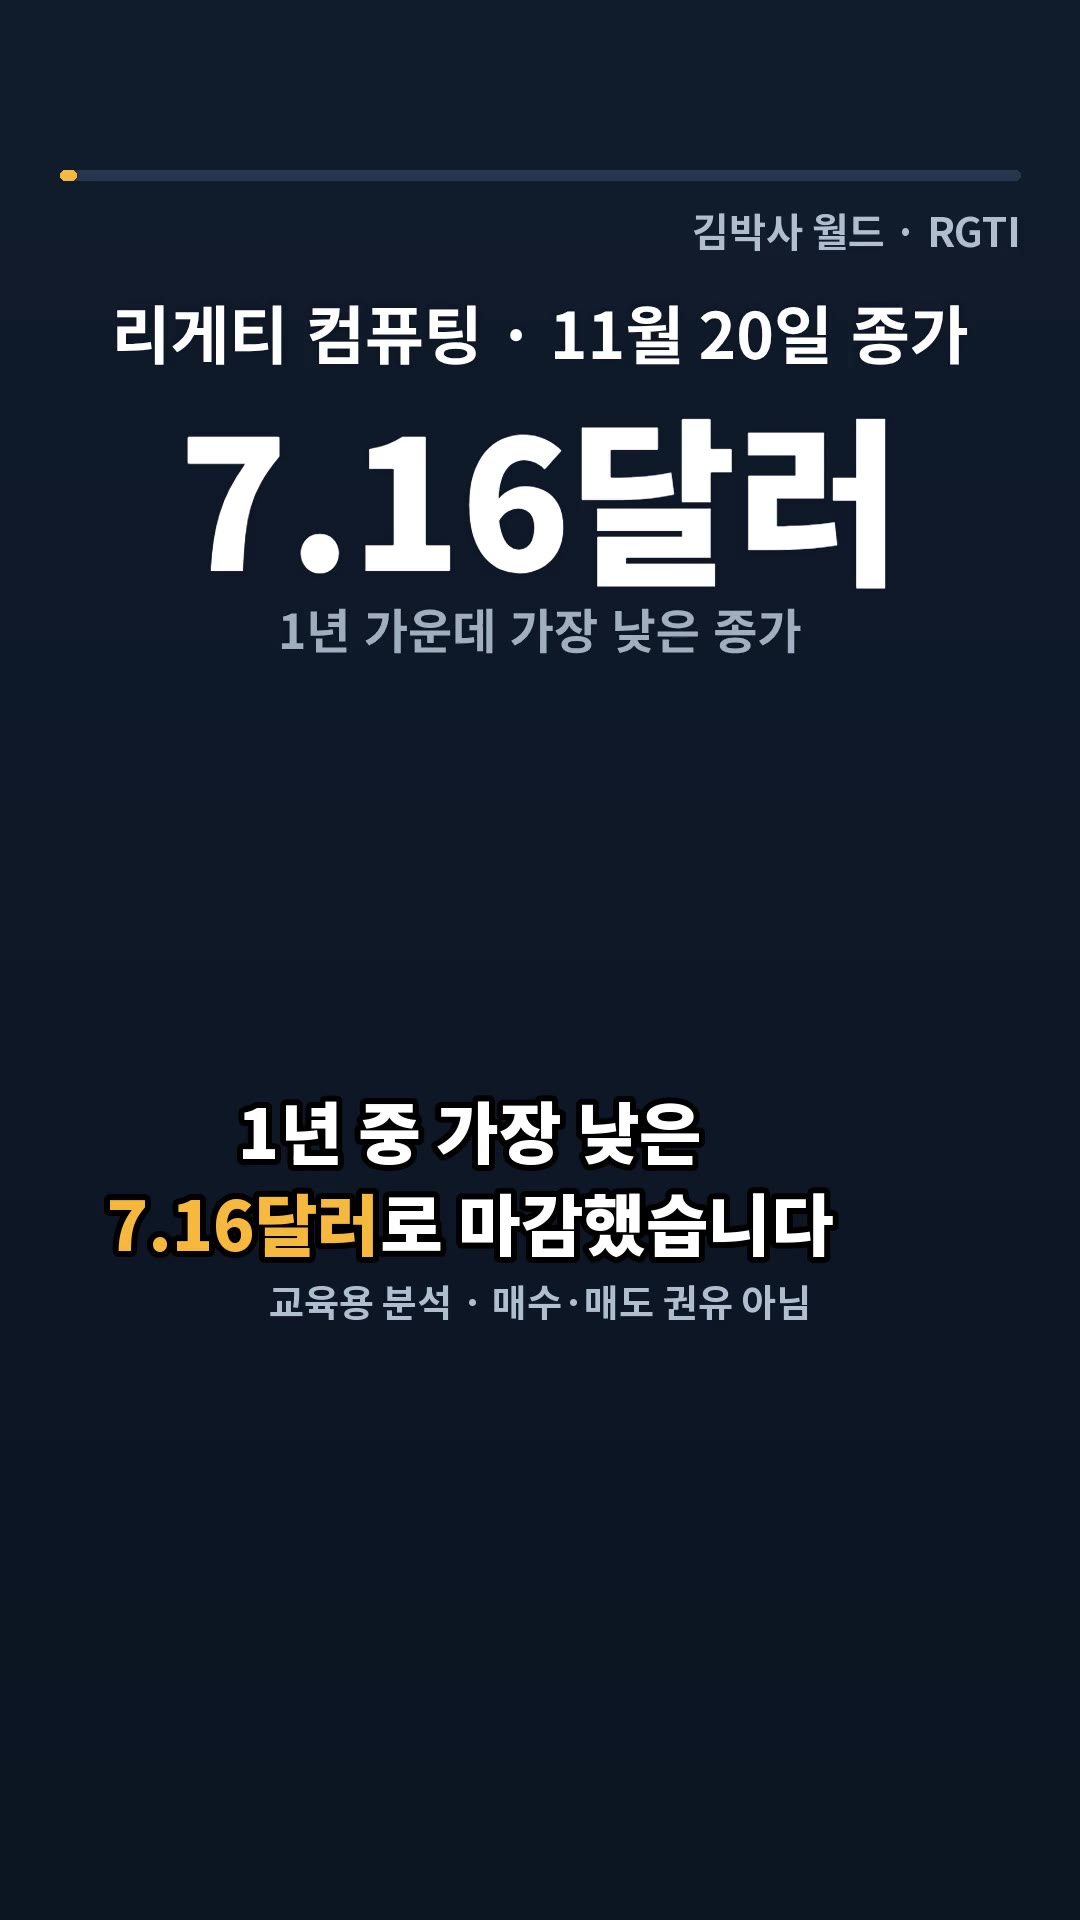 김박사 월드 · RGTI
리게티 컴퓨팅 · 11월 20일 종가
7.16달러
1년 가운데 가장 낮은 종가
1년 중 가장 낮은
7.16달러로 마감했습니다
교육용 분석 · 매수·매도 권유 아님